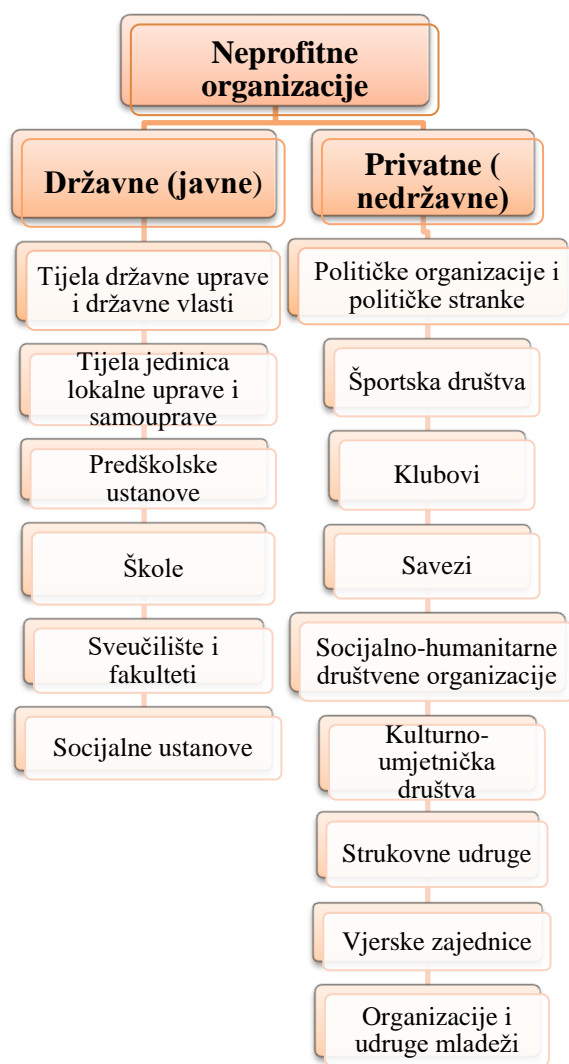 Neprofitne
organizacije
Državne (javne)
Tijela državne uprave
i državne vlasti
Tijela jedinica
lokalne uprave i
samouprave
Predškolske
ustanove
Škole
Sveučilište i
fakulteti
Socijalne ustanove
Privatne (
nedržavne)
Političke organizacije i
političke stranke
Športska društva
Klubovi
Savezi
Socijalno-humanitarne
društvene organizacije
Kulturno-
umjetnička
društva
Strukovne udruge
Vjerske zajednice
Organizacije i
udruge mladeži